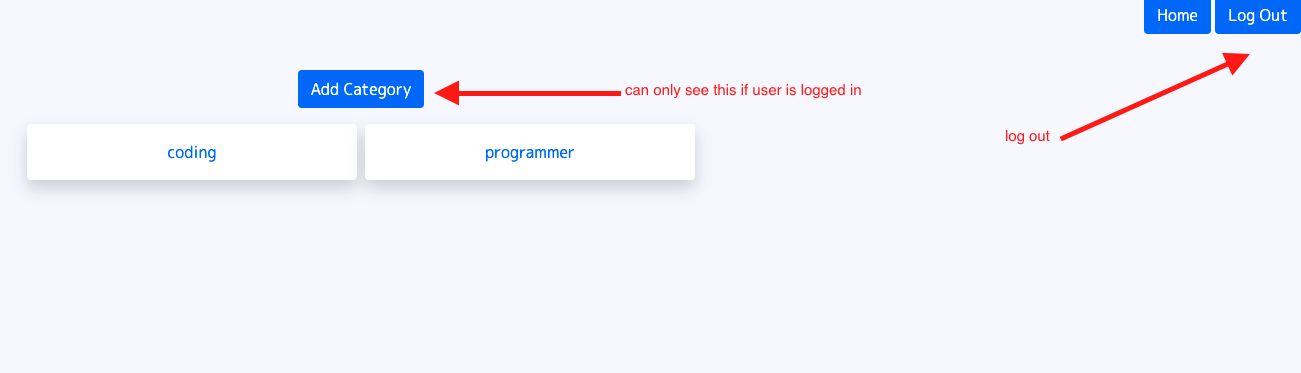 Home Log Out
Add Category
can only see this if user is logged in
log out
coding programmer